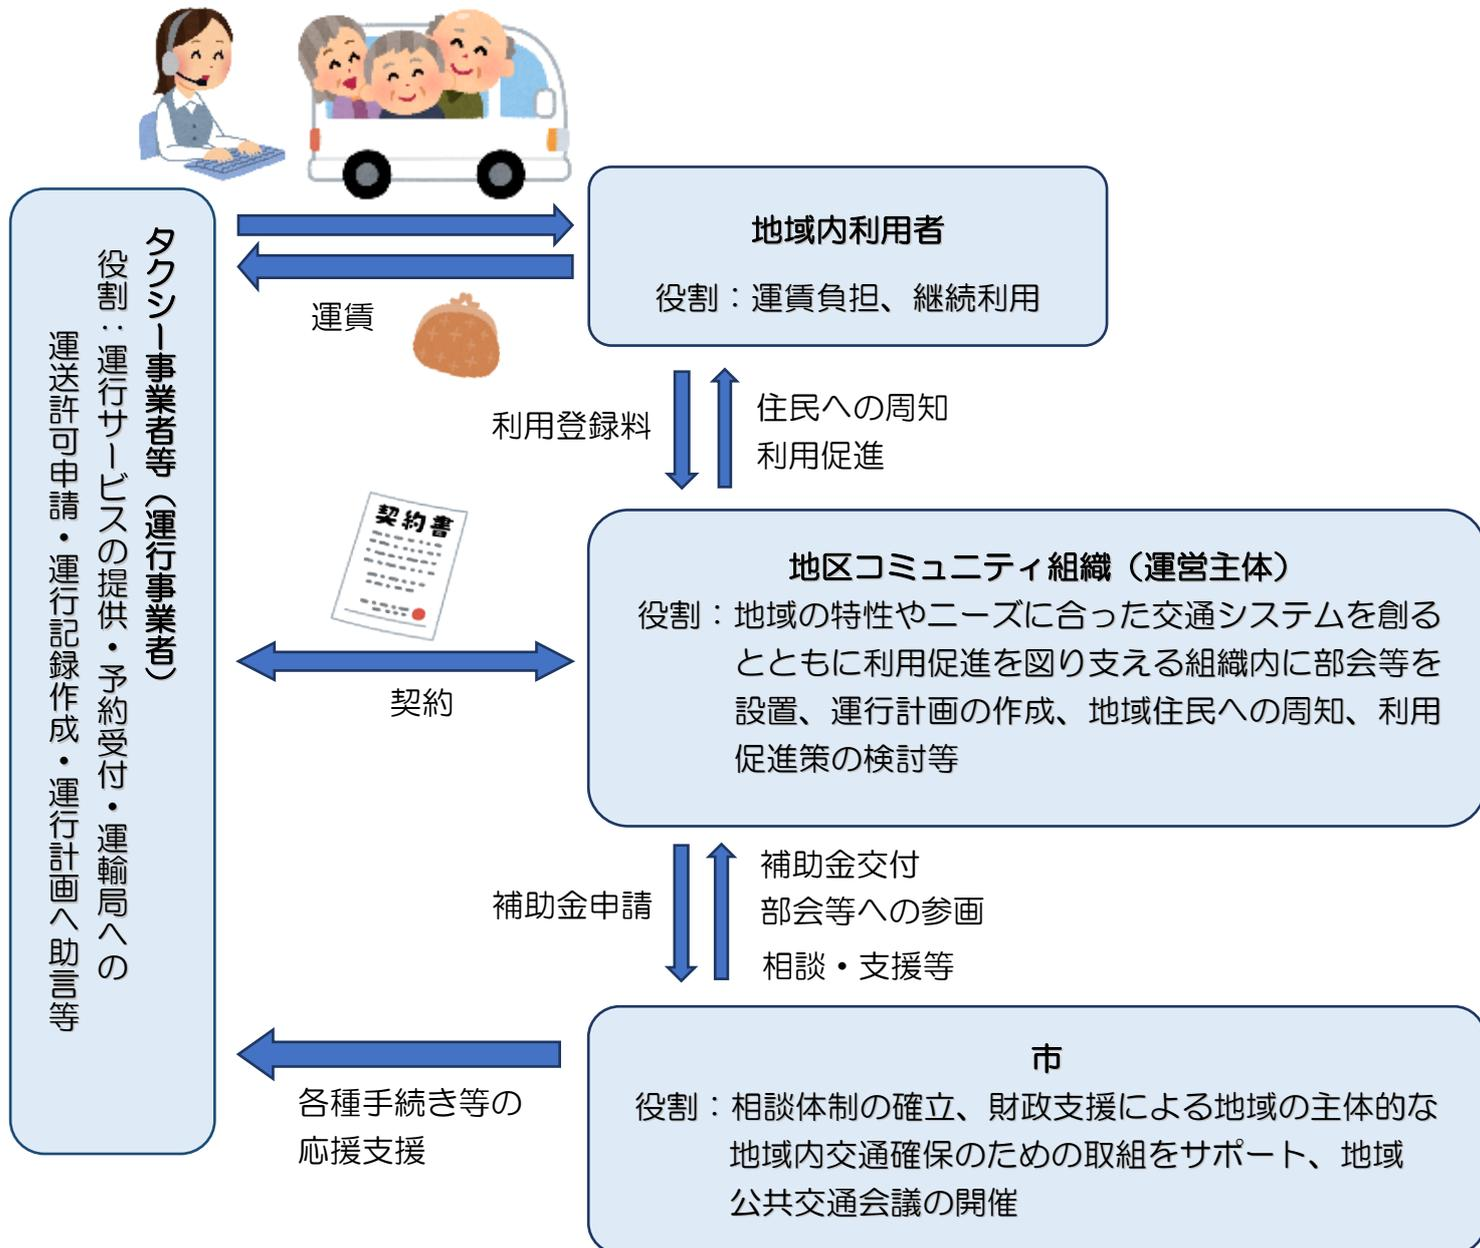 タクシー事業者等（運行事業者）
役割：運行サービスの提供・予約受付・運輸局への
運送許可申請・運行記録作成・運行計画へ助言等
運賃
地域内利用者
役割：運賃負担、継続利用
利用登録料
住民への周知
利用促進
契約書
契約
地区コミュニティ組織（運営主体）
役割：地域の特性やニーズに合った交通システムを創る
とともに利用促進を図り支える組織内に部会等を
設置、運行計画の作成、地域住民への周知、利用
促進策の検討等
補助金申請
補助金交付
部会等への参画
相談・支援等
各種手続き等の
応援支援
市
役割：相談体制の確立、財政支援による地域の主体的な
地域内交通確保のための取組をサポート、地域
公共交通会議の開催